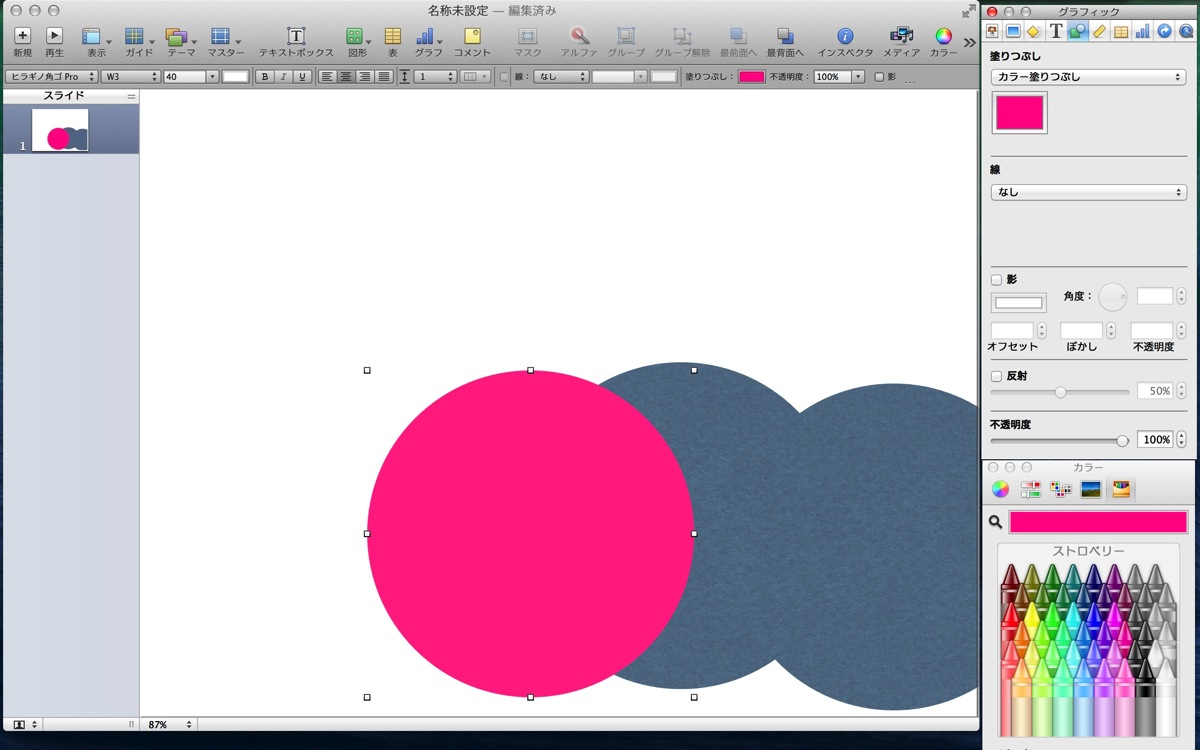 名称未設定 — 編集済み
新規 再生 表示 ガイド テーマ マスター テキストボックス 図形 表 グラフ コメント マスク アルファ グループ グループ解除 最前面へ 最背面へ インスペクタ メディア カラー
ヒラギノ角ゴ Pro W3 40 B I U 1 線： なし 塗りつぶし： 不透明度： 100% 影
スライド
1
87%
グラフィック
T
塗りつぶし
カラー塗りつぶし
線
なし
影
角度：
オフセット ぼかし 不透明度
反射
50%
不透明度
100%
カラー
ストロベリー